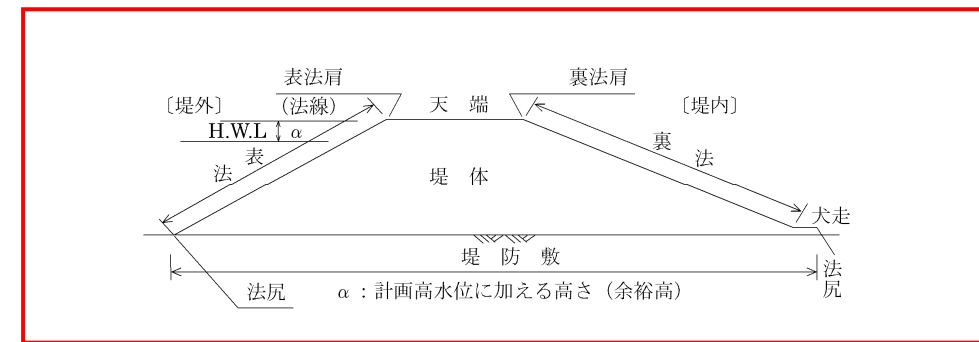 表法肩
裏法肩
〔堤外〕
(法線)
天 端
〔堤内〕
H.W.L α
表法
裏法
堤 体
犬走
堤 防 敷
法尻
法尻
α：計画高水位に加える高さ（余裕高）